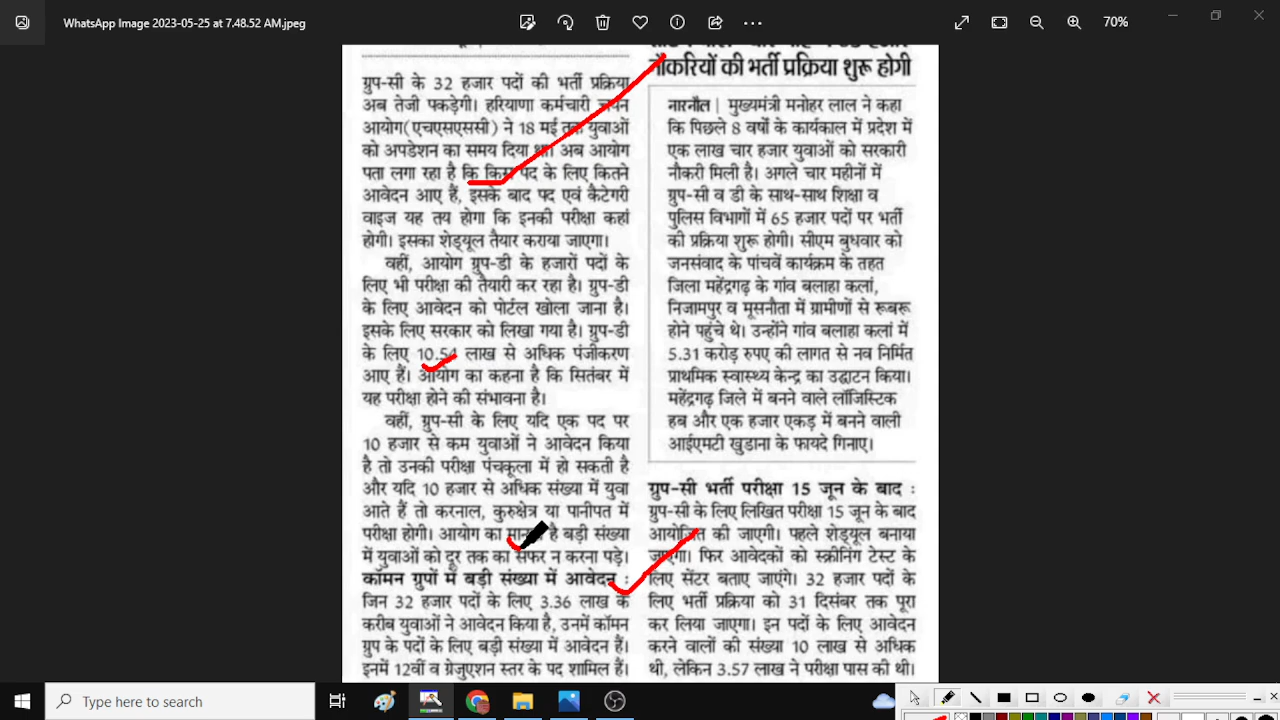 WhatsApp Image 2023-05-25 at 7.48.52 AM.jpeg
70%
ग्रुप-सी के 32 हजार पदों की भर्ती प्रक्रिया
अब तेजी पकड़ेगी। हरियाणा कर्मचारी चयन
आयोग(एचएसएससी) ने 18 मई तक युवाओं
को अपडेशन का समय दिया था। अब आयोग
पता लगा रहा है कि किस पद के लिए कितने
आवेदन आए हैं, इसके बाद पद एवं कैटेगरी
वाइज यह तय होगा कि इनकी परीक्षा कहां
होगी। इसका शेड्यूल तैयार कराया जाएगा।
वहीं, आयोग ग्रुप-डी के हजारों पदों के
लिए भी परीक्षा की तैयारी कर रहा है। ग्रुप-डी
के लिए आवेदन को पोर्टल खोला जाना है।
इसके लिए सरकार को लिखा गया है। ग्रुप-डी
के लिए 10.54 लाख से अधिक पंजीकरण
आए हैं। आयोग का कहना है कि सितंबर में
यह परीक्षा होने की संभावना है।
वहीं, ग्रुप-सी के लिए यदि एक पद पर
10 हजार से कम युवाओं ने आवेदन किया
है तो उनकी परीक्षा पंचकूला में हो सकती है
और यदि 10 हजार से अधिक संख्या में युवा
आते हैं तो करनाल, कुरुक्षेत्र या पानीपत में
परीक्षा होगी। आयोग का है बड़ी संख्या
में युवाओं को दूर तक का सफर न करना पड़े।
कॉमन ग्रुपों में बड़ी संख्या में आवेदन :
जिन 32 हजार पदों के लिए 3.36 लाख के
करीब युवाओं ने आवेदन किया है, उनमें कॉमन
ग्रुप के पदों के लिए बड़ी संख्या में आवेदन हैं।
इनमें 12वीं व ग्रेजुएशन स्तर के पद शामिल हैं।
नौकरियों की भर्ती प्रक्रिया शुरू होगी
नारनौल | मुख्यमंत्री मनोहर लाल ने कहा
कि पिछले 8 वर्षों के कार्यकाल में प्रदेश में
एक लाख चार हजार युवाओं को सरकारी
नौकरी मिली है। अगले चार महीनों में
ग्रुप-सी व डी के साथ-साथ शिक्षा व
पुलिस विभागों में 65 हजार पदों पर भर्ती
की प्रक्रिया शुरू होगी। सीएम बुधवार को
जनसंवाद के पांचवें कार्यक्रम के तहत
जिला महेंद्रगढ़ के गांव बलाहा कलां,
निजामपुर व मूसनौता में ग्रामीणों से रूबरू
होने पहुंचे थे। उन्होंने गांव बलाहा कलां में
5.31 करोड़ रुपए की लागत से नव निर्मित
प्राथमिक स्वास्थ्य केन्द्र का उद्घाटन किया।
महेंद्रगढ़ जिले में बनने वाले लॉजिस्टिक
हब और एक हजार एकड़ में बनने वाली
आईएमटी खुडाना के फायदे गिनाए।
ग्रुप-सी भर्ती परीक्षा 15 जून के बाद :
ग्रुप-सी के लिए लिखित परीक्षा 15 जून के बाद
आयोजित की जाएगी। पहले शेड्यूल बनाया
जाएगा। फिर आवेदकों को स्क्रीनिंग टेस्ट के
लिए सेंटर बताए जाएंगे। 32 हजार पदों के
लिए भर्ती प्रक्रिया को 31 दिसंबर तक पूरा
कर लिया जाएगा। इन पदों के लिए आवेदन
करने वालों की संख्या 10 लाख से अधिक
थी, लेकिन 3.57 लाख ने परीक्षा पास की थी।
Type here to search